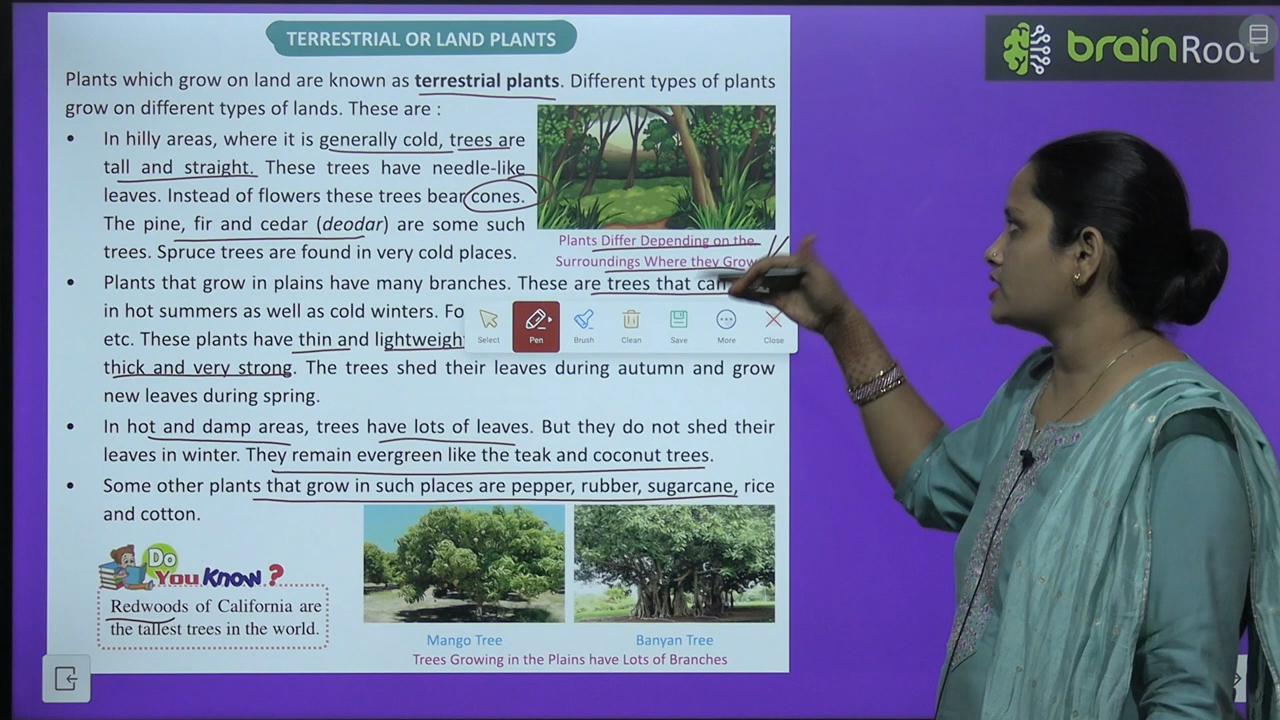 TERRESTRIAL OR LAND PLANTS
brainRoot
Plants which grow on land are known as terrestrial plants. Different types of plants
grow on different types of lands. These are :
• In hilly areas, where it is generally cold, trees are
tall and straight. These trees have needle-like
leaves. Instead of flowers these trees bear cones.
The pine, fir and cedar (deodar) are some such
trees. Spruce trees are found in very cold places.
Plants Differ Depending on the
Surroundings Where they Grow
• Plants that grow in plains have many branches. These are trees that can
in hot summers as well as cold winters. Fo
etc. These plants have thin and lightweigh
thick and very strong. The trees shed their leaves during autumn and grow
new leaves during spring.
Select
Pen
Brush
Clean
Save
More
Close
• In hot and damp areas, trees have lots of leaves. But they do not shed their
leaves in winter. They remain evergreen like the teak and coconut trees.
• Some other plants that grow in such places are pepper, rubber, sugarcane, rice
and cotton.
Do
You Know ?
Redwoods of California are
the tallest trees in the world.
Mango Tree
Banyan Tree
Trees Growing in the Plains have Lots of Branches